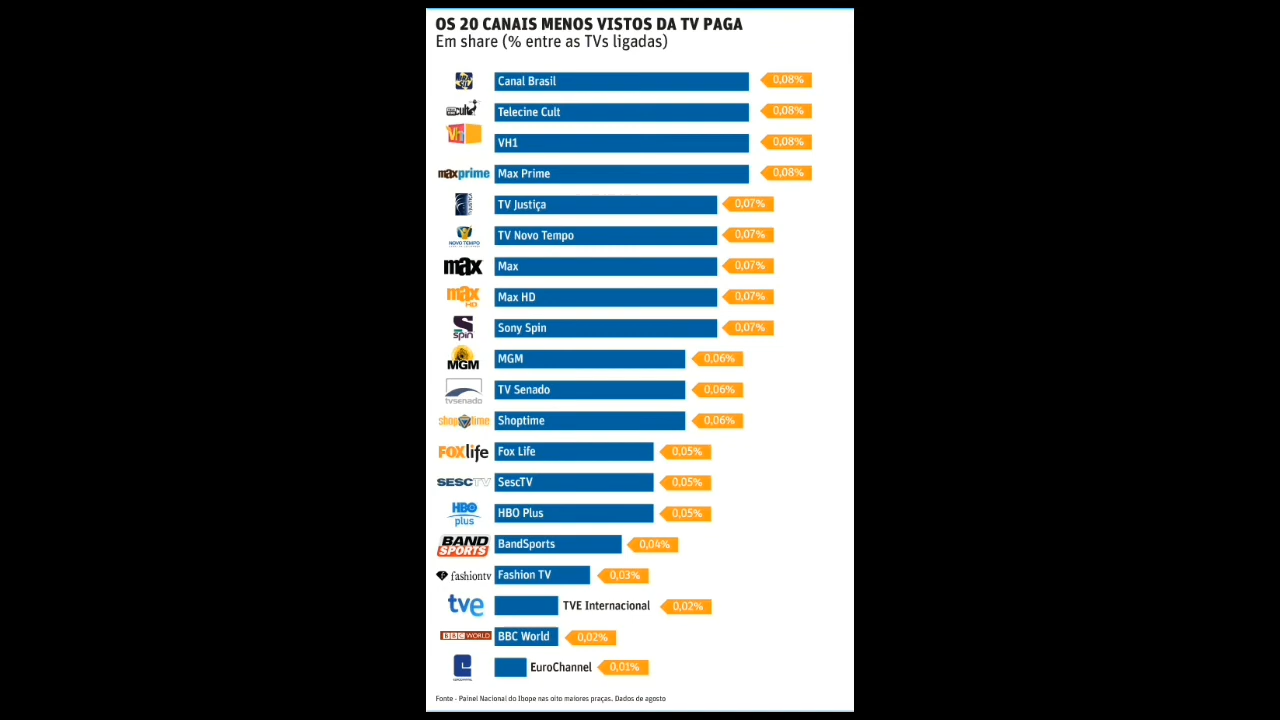 OS 20 CANAIS MENOS VISTOS DA TV PAGA
Em share (% entre as TVs ligadas)
Canal Brasil 0,08%
cult Telecine Cult 0,08%
VH1 VH1 0,08%
maxprime Max Prime 0,08%
TV Justiça 0,07%
NOVO TEMPO TV Novo Tempo 0,07%
max Max 0,07%
max HD Max HD 0,07%
spin Sony Spin 0,07%
MGM MGM 0,06%
tvsenado TV Senado 0,06%
shoptime Shoptime 0,06%
FOXlife Fox Life 0,05%
SESCTV SescTV 0,05%
HBO plus HBO Plus 0,05%
BAND SPORTS BandSports 0,04%
fashiontv Fashion TV 0,03%
tve TVE Internacional 0,02%
BBC WORLD BBC World 0,02%
EuroChannel 0,01%
Fonte - Painel Nacional do Ibope nas oito maiores praças. Dados de agosto